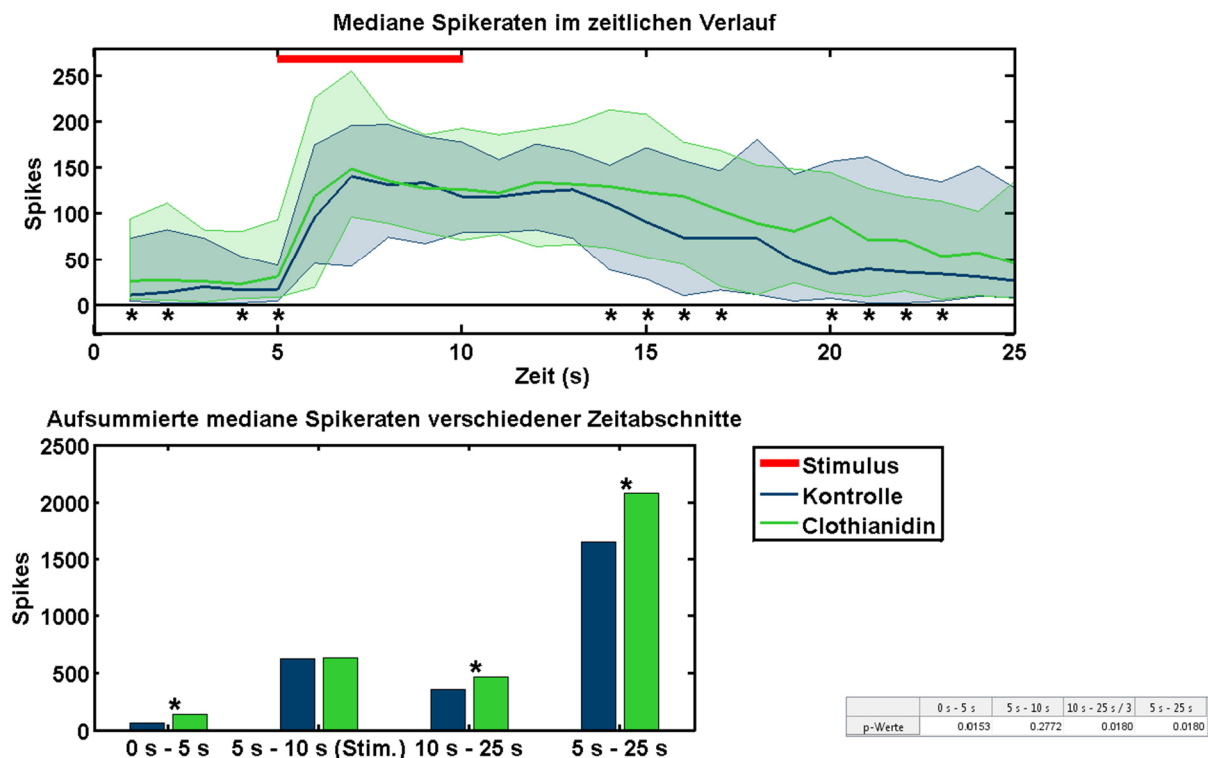 Mediane Spikeraten im zeitlichen Verlauf
Spikes
250
200
150
100
50
0
* * * * * * * * * * * *
0 5 10 15 20 25
Zeit (s)
Aufsummierte mediane Spikeraten verschiedener Zeitabschnitte
Spikes
2500
2000
1500
1000
500
0
* * *
0 s - 5 s 5 s - 10 s (Stim.) 10 s - 25 s 5 s - 25 s
Stimulus
Kontrolle
Clothianidin
0 s - 5 s 5 s - 10 s 10 s - 25 s / 3 5 s - 25 s
p-Werte 0.0153 0.2772 0.0180 0.0180